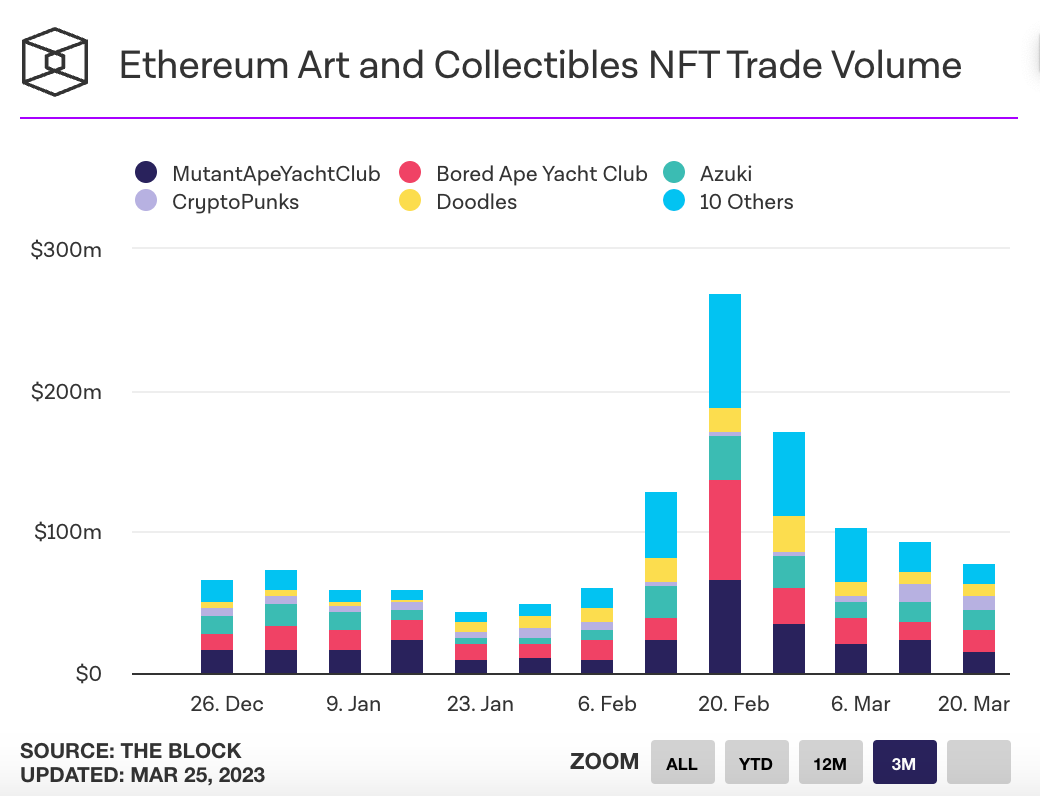 Ethereum Art and Collectibles NFT Trade Volume
MutantApeYachtClub Bored Ape Yacht Club Azuki
CryptoPunks Doodles 10 Others
$300m
$200m
$100m
$0
26. Dec 9. Jan 23. Jan 6. Feb 20. Feb 6. Mar 20. Mar
SOURCE: THE BLOCK
UPDATED: MAR 25, 2023
ZOOM ALL YTD 12M 3M